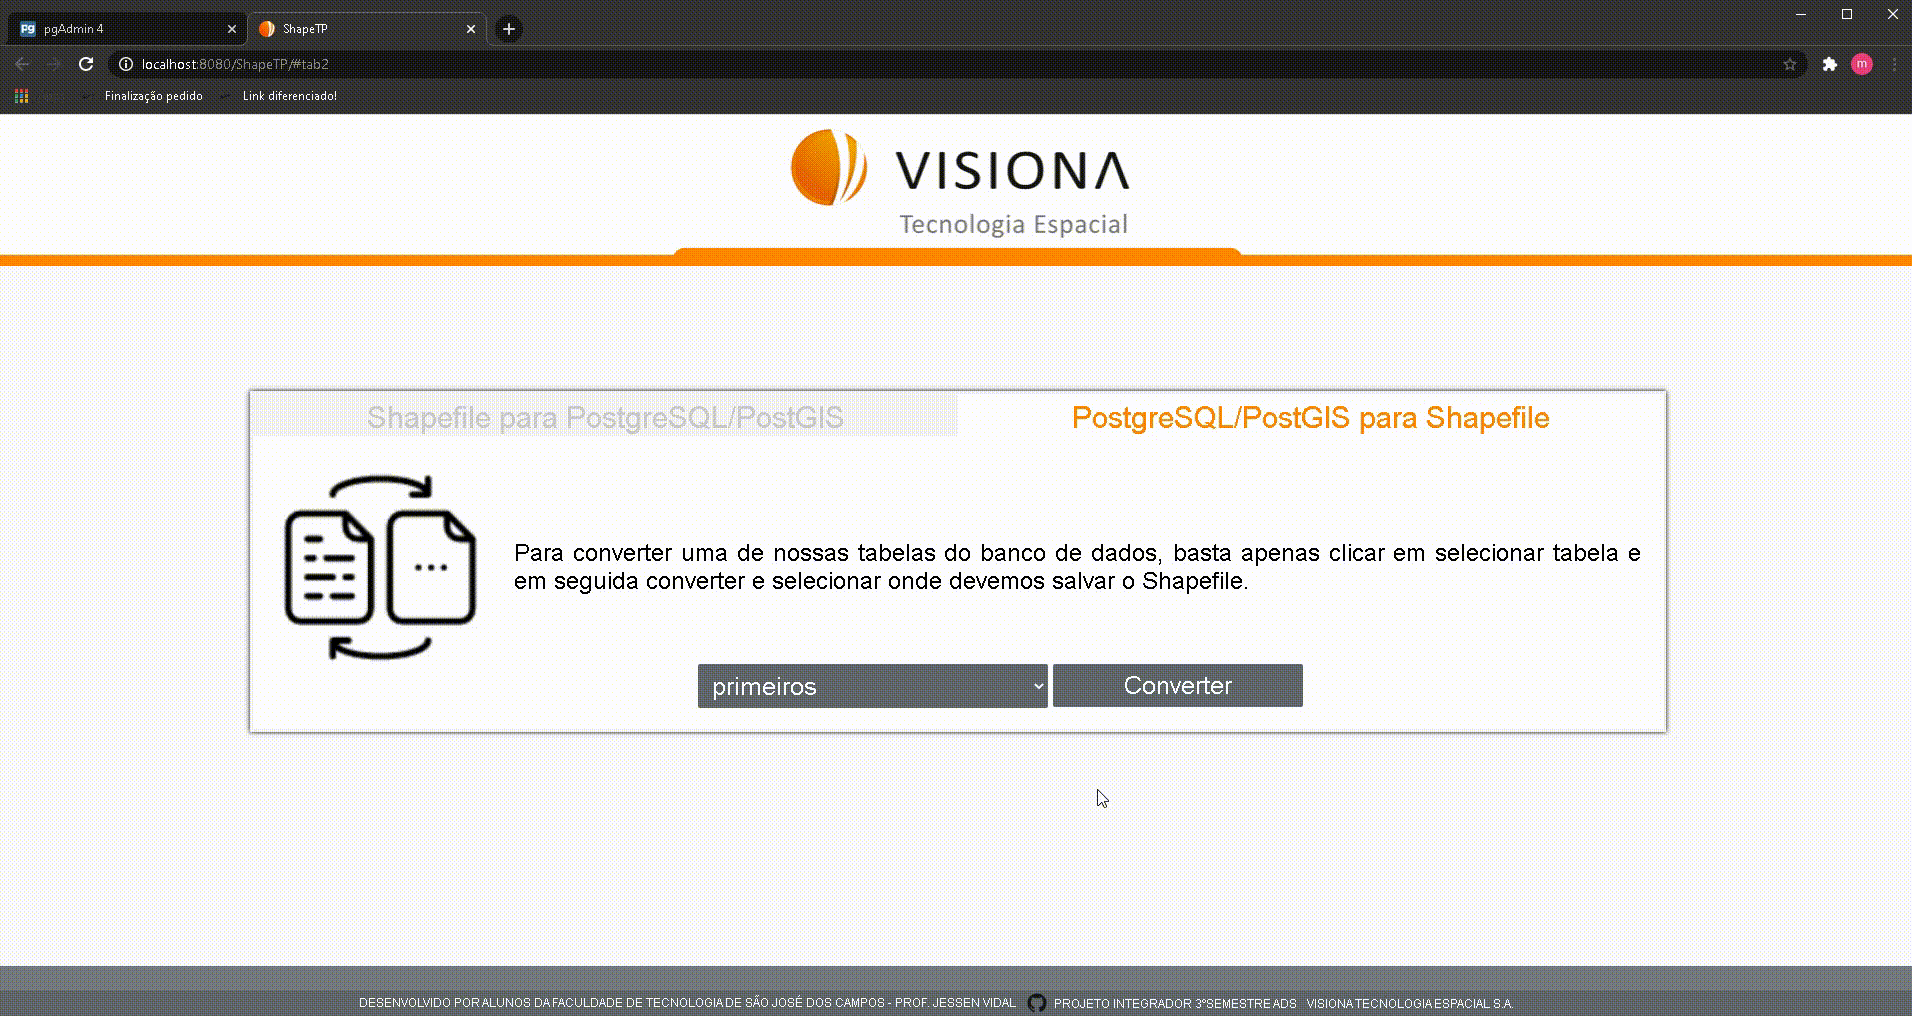 pgAdmin 4
ShapeTP
localhost:8080/ShapeTP/#tab2
m
Finalização pedido
Link diferenciado!
VISIONA
Tecnologia Espacial
Shapefile para PostgreSQL/PostGIS
PostgreSQL/PostGIS para Shapefile
Para converter uma de nossas tabelas do banco de dados, basta apenas clicar em selecionar tabela e
em seguida converter e selecionar onde devemos salvar o Shapefile.
primeiros
Converter
DESENVOLVIDO POR ALUNOS DA FACULDADE DE TECNOLOGIA DE SÃO JOSÉ DOS CAMPOS - PROF. JESSEN VIDAL PROJETO INTEGRADOR 3°SEMESTRE ADS VISIONA TECNOLOGIA ESPACIAL S.A.